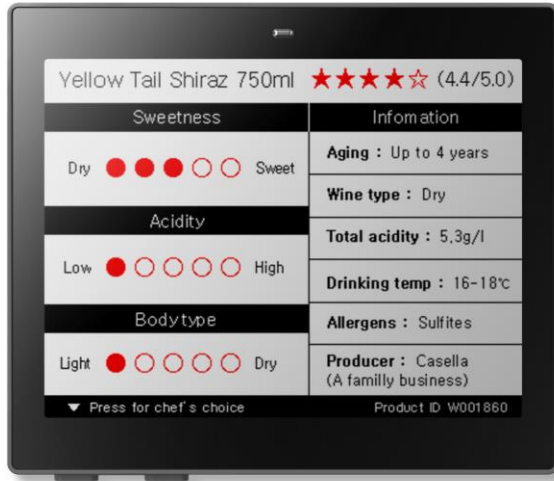 Yellow Tail Shiraz 750ml ★★★★☆ (4.4/5.0)
Sweetness
Dry Sweet
Acidity
Low High
Body type
Light Dry
Infomation
Aging : Up to 4 years
Wine type : Dry
Total acidity : 5.3g/l
Drinking temp : 16-18℃
Allergens : Sulfites
Producer : Casella
(A familly business)
▼ Press for chef's choice
Product ID W001860